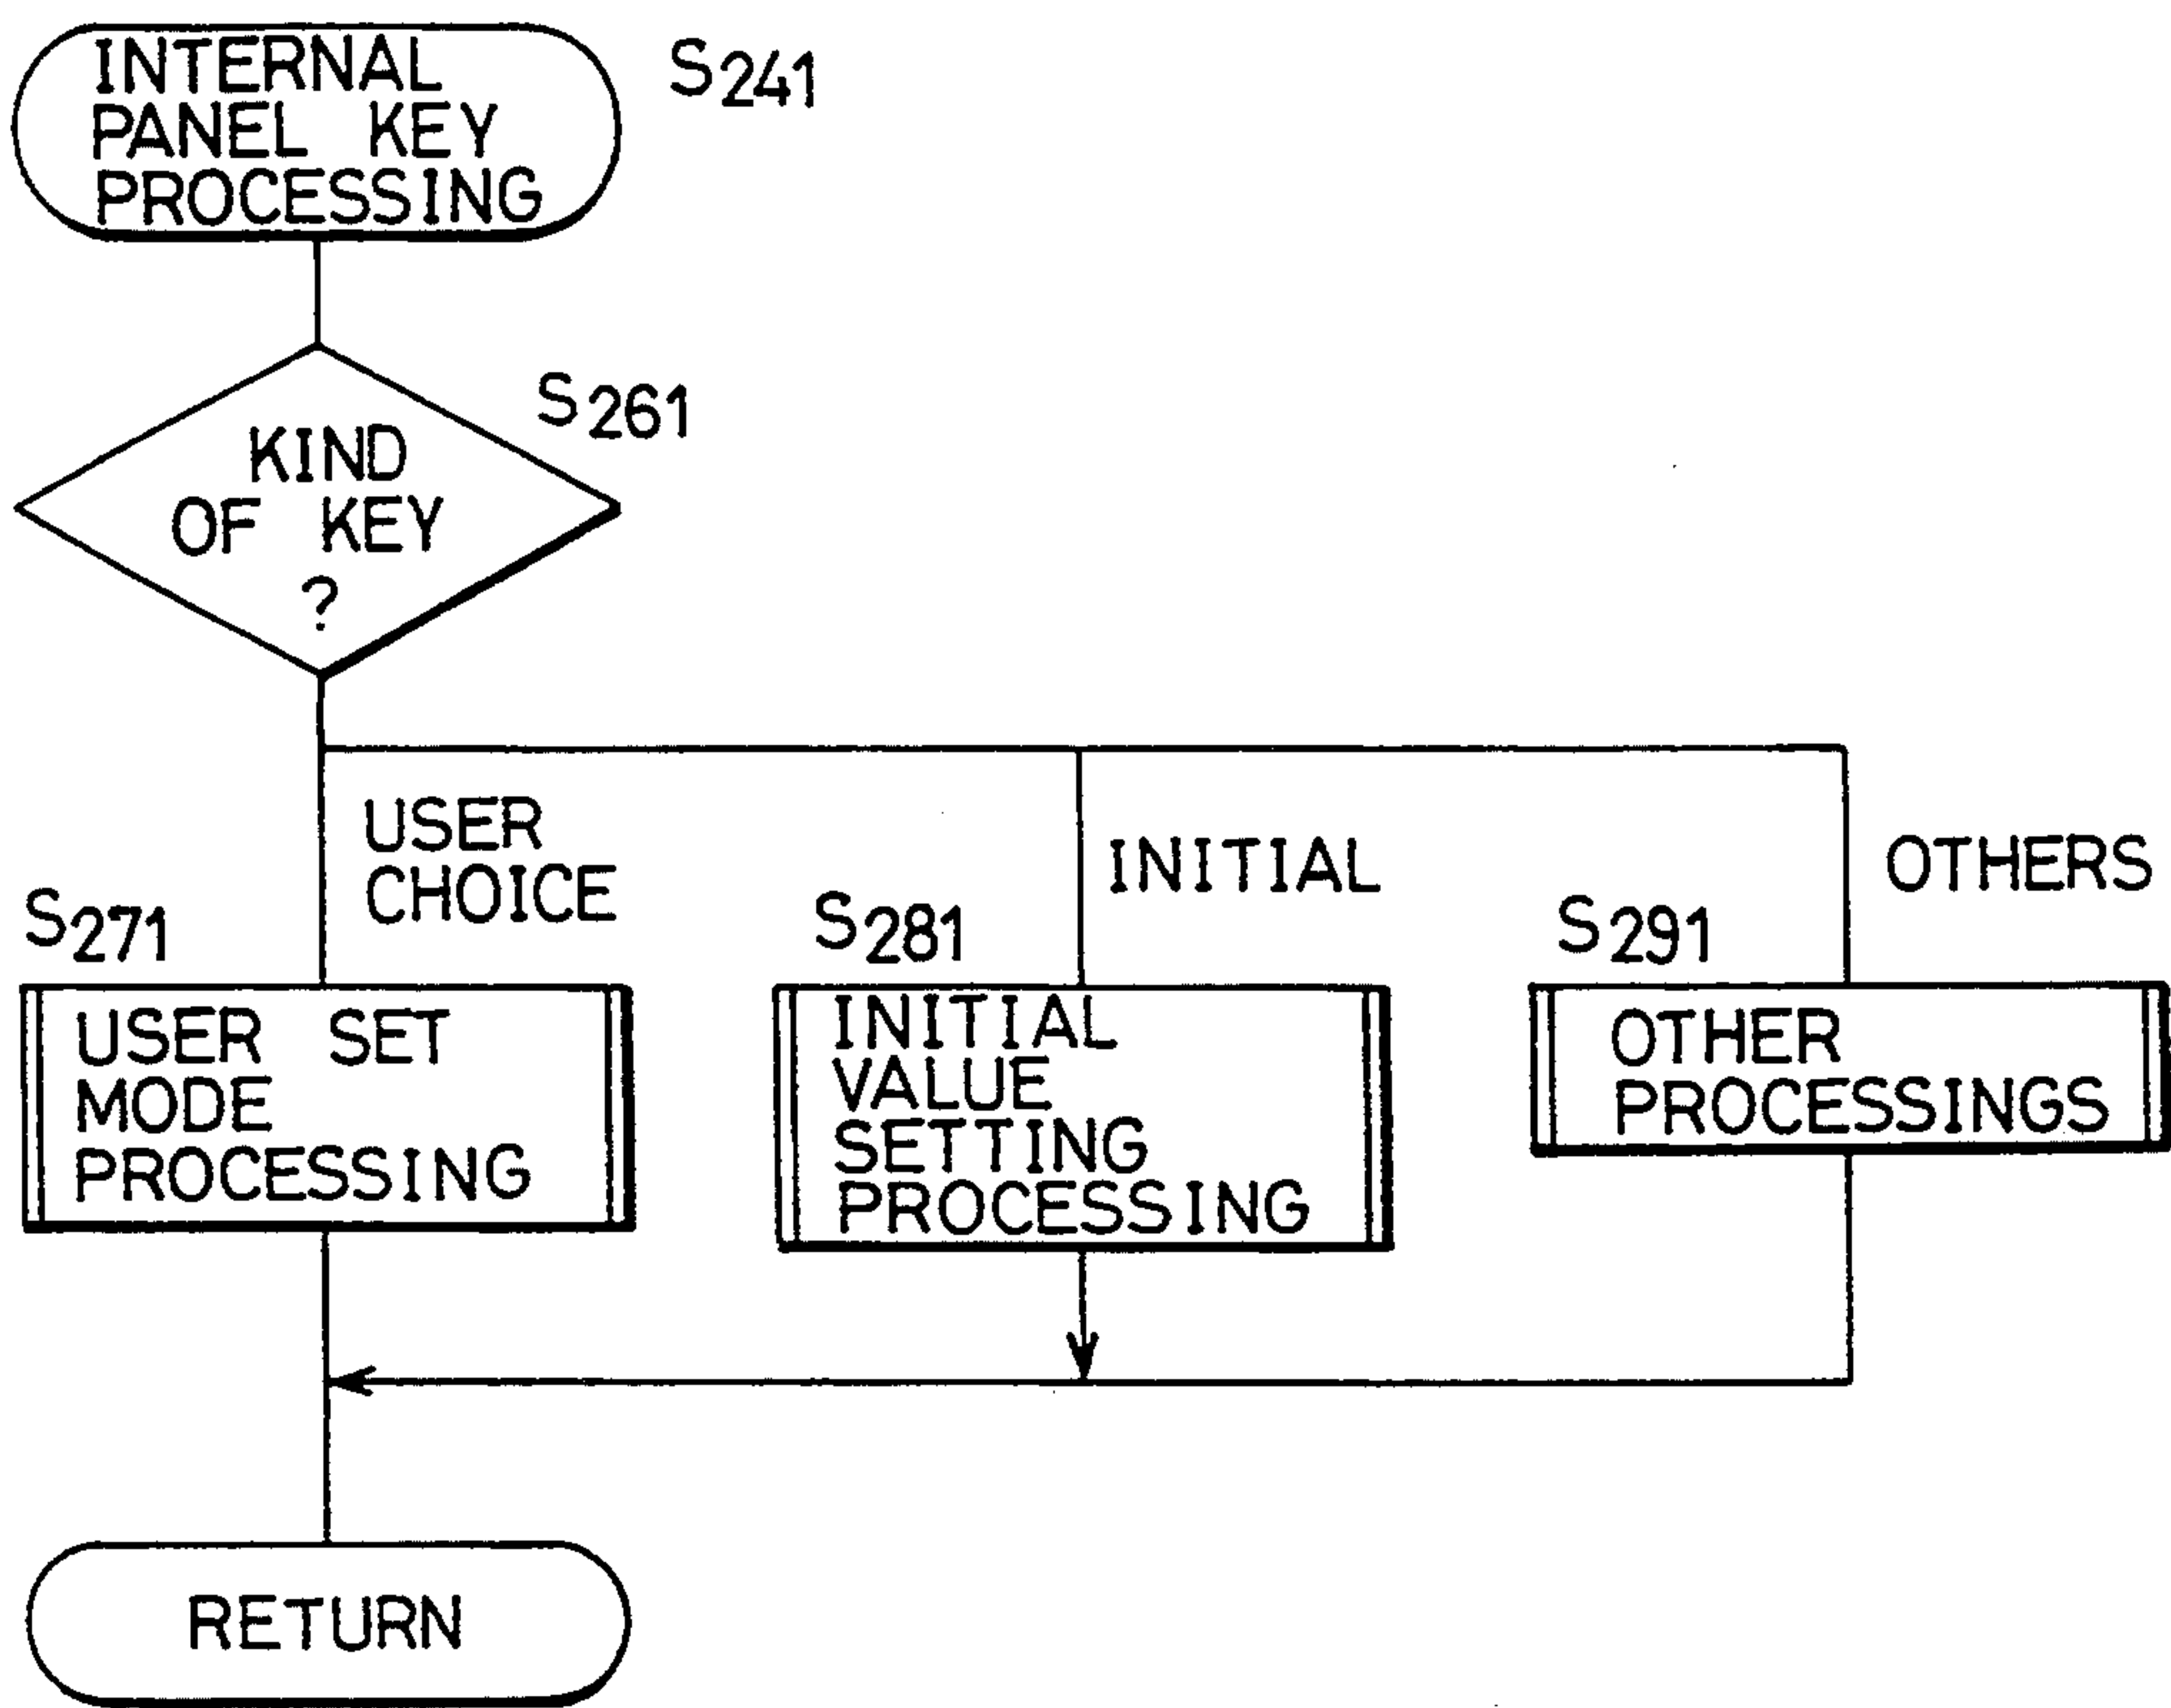 INTERNAL
PANEL KEY
PROCESSING
S241
S261
KIND
OF KEY
?
USER
CHOICE
INITIAL
OTHERS
S271
S281
S291
USER SET
MODE
PROCESSING
INITIAL
VALUE
SETTING
PROCESSING
OTHER
PROCESSINGS
RETURN